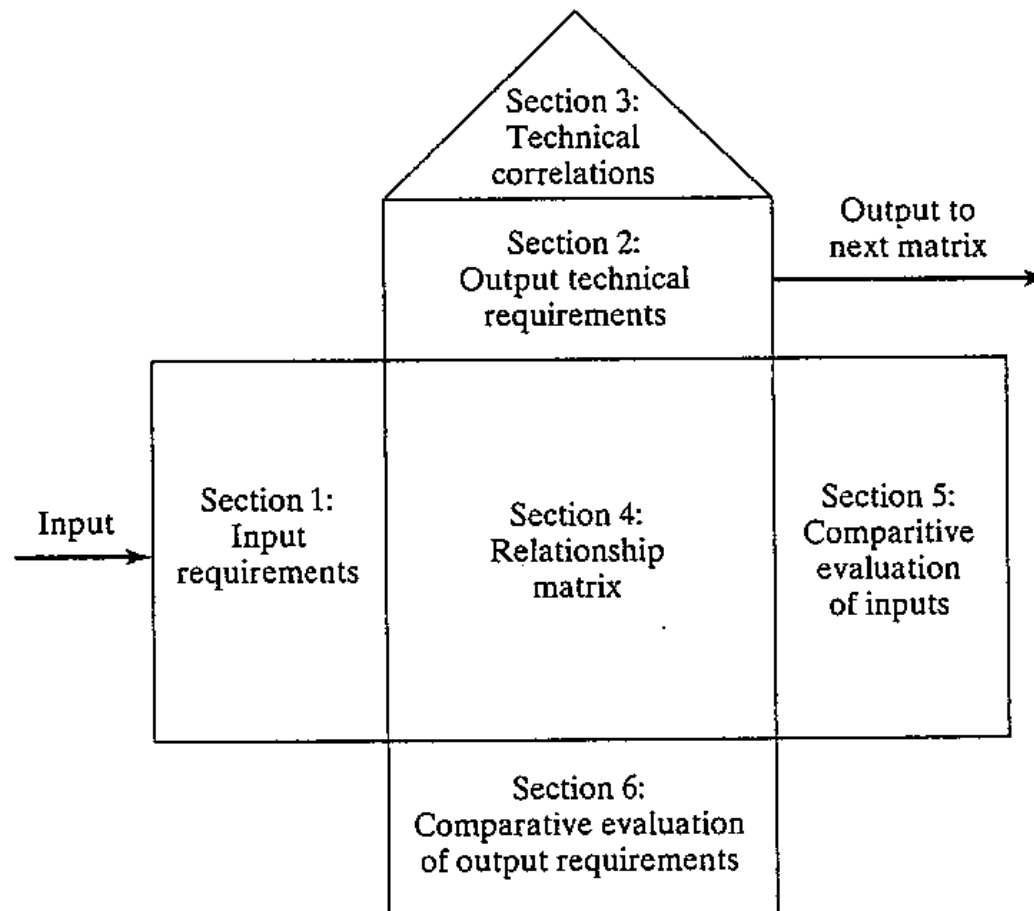 Section 3:
Technical
correlations
Output to
next matrix
Section 2:
Output technical
requirements
Input
Section 1:
Input
requirements
Section 4:
Relationship
matrix
Section 5:
Comparitive
evaluation
of inputs
Section 6:
Comparative evaluation
of output requirements